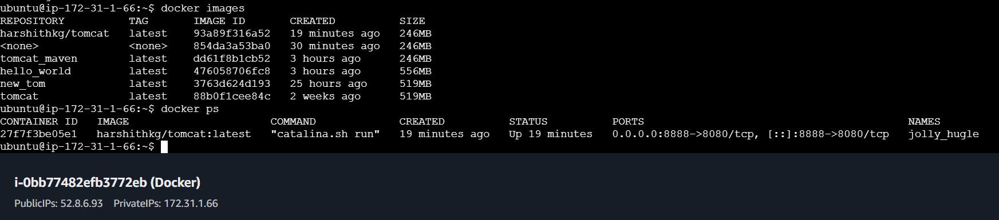 ubuntu@ip-172-31-1-66:~$ docker images
REPOSITORY TAG IMAGE ID CREATED SIZE
harshithkg/tomcat latest 93a89f316a52 19 minutes ago 246MB
<none> <none> 854da3a53ba0 30 minutes ago 246MB
tomcat_maven latest dd61f8b1cb52 3 hours ago 246MB
hello_world latest 476058706fc8 3 hours ago 556MB
new_tom latest 3763d624d193 25 hours ago 519MB
tomcat latest 88b0f1cee84c 2 weeks ago 519MB
ubuntu@ip-172-31-1-66:~$ docker ps
CONTAINER ID IMAGE COMMAND CREATED STATUS PORTS NAMES
27f7f3be05e1 harshithkg/tomcat:latest "catalina.sh run" 19 minutes ago Up 19 minutes 0.0.0.0:8888->8080/tcp, [::]:8888->8080/tcp jolly_hugle
ubuntu@ip-172-31-1-66:~$
i-0bb77482efb3772eb (Docker)
PublicIPs: 52.8.6.93 PrivateIPs: 172.31.1.66